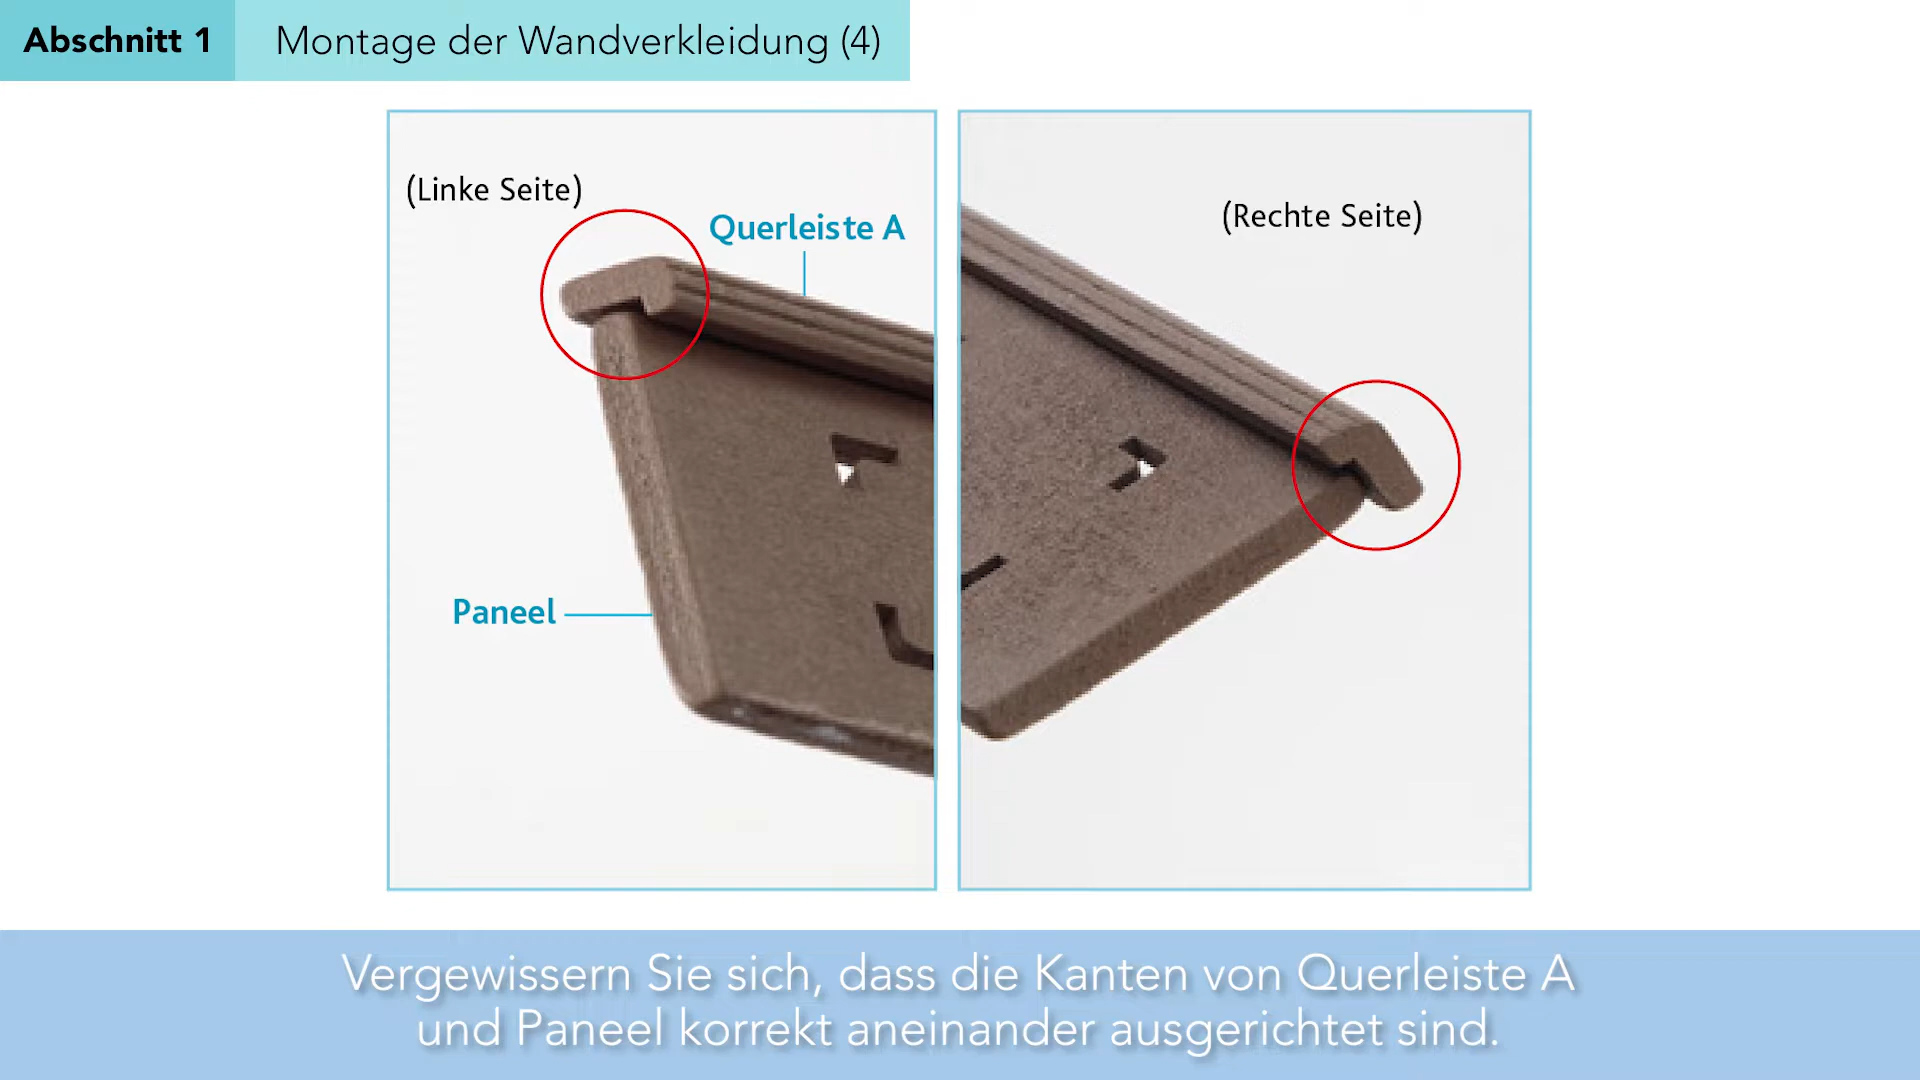 Abschnitt 1
Montage der Wandverkleidung (4)
(Linke Seite)
Querleiste A
Paneel
(Rechte Seite)
Vergewissern Sie sich, dass die Kanten von Querleiste A
und Paneel korrekt aneinander ausgerichtet sind.